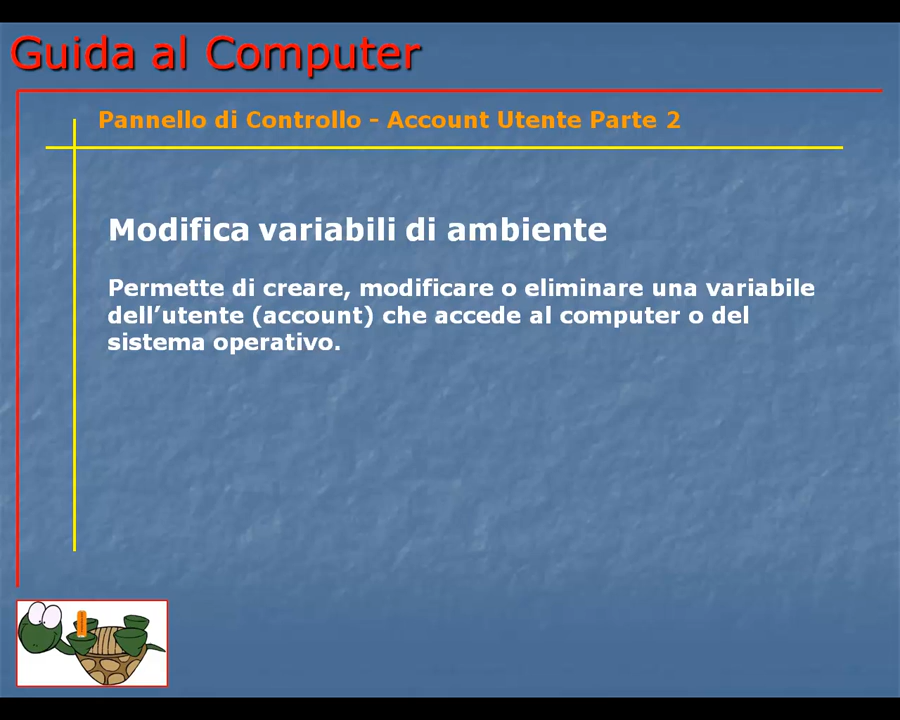 Guida al Computer
Pannello di Controllo - Account Utente Parte 2
Modifica variabili di ambiente
Permette di creare, modificare o eliminare una variabile
dell’utente (account) che accede al computer o del
sistema operativo.